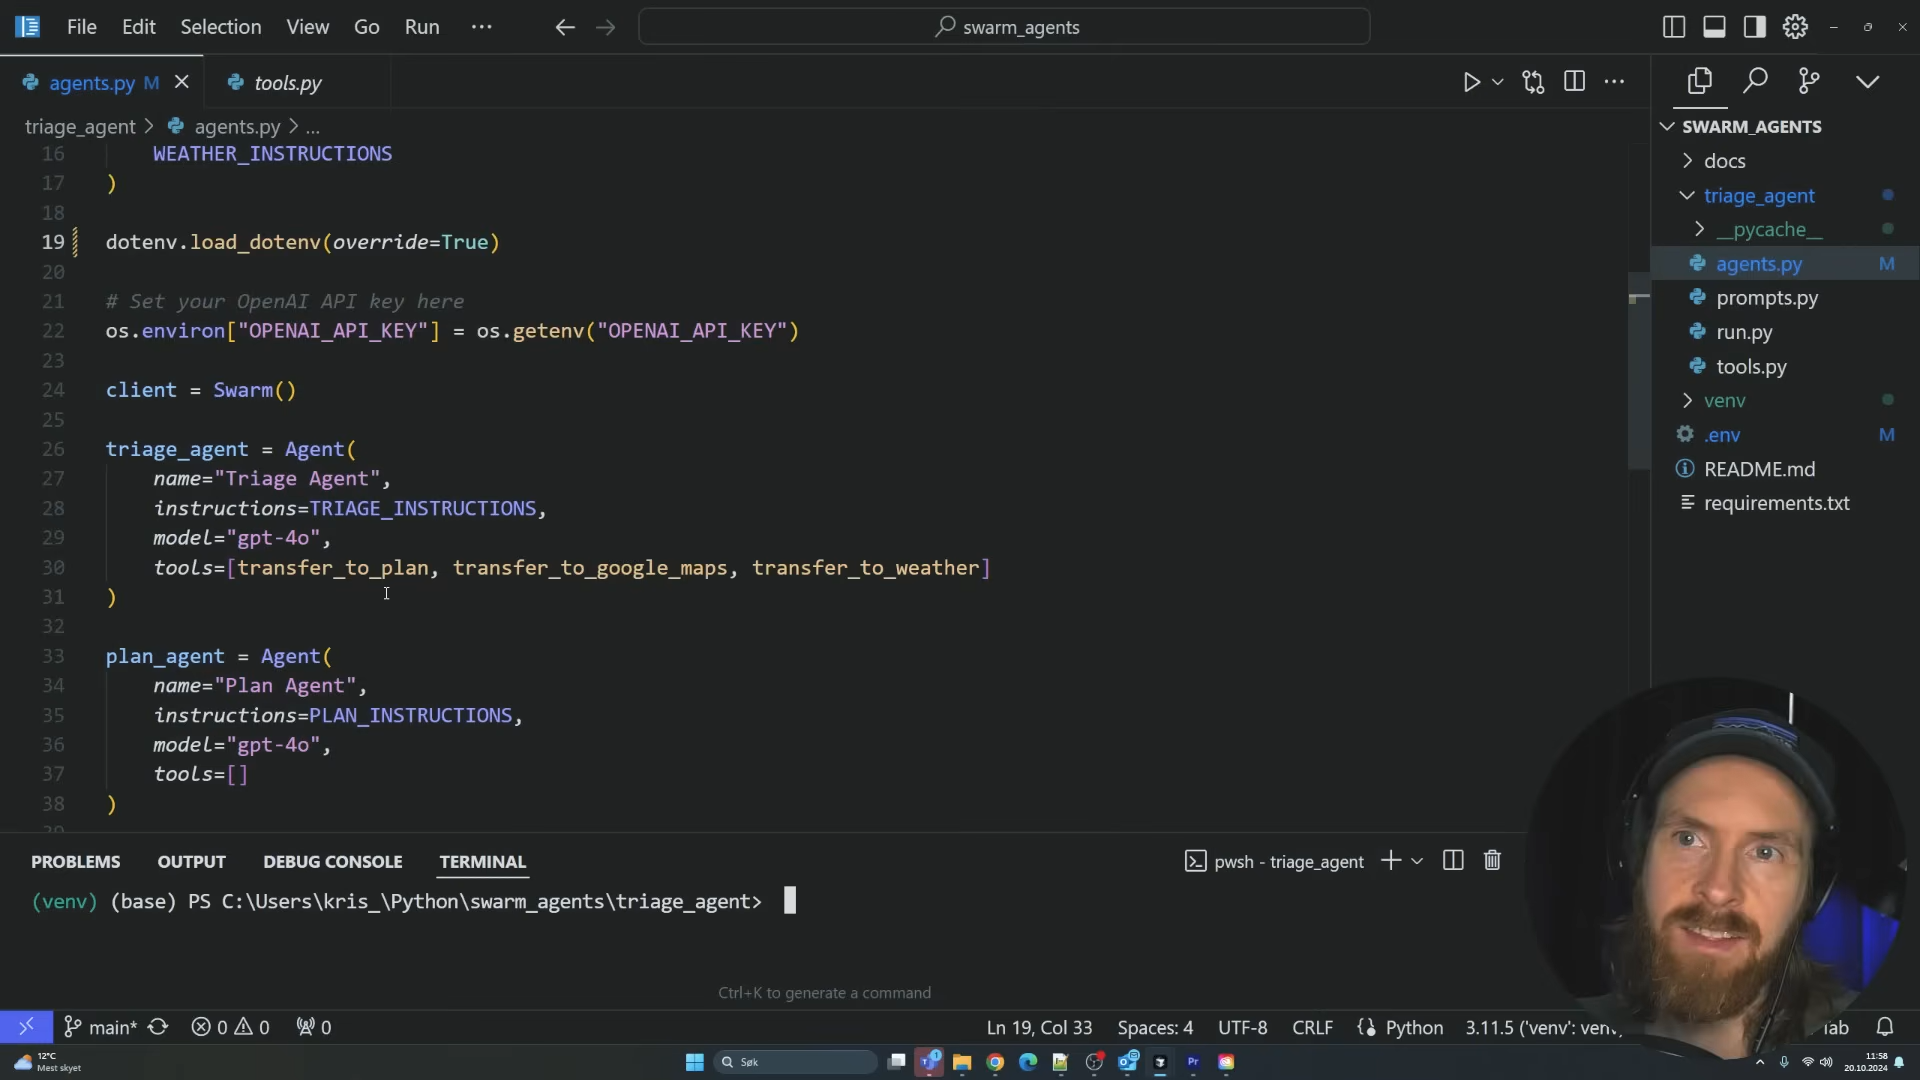 File Edit Selection View Go Run ... swarm_agents
agents.py M tools.py
triage_agent > agents.py > ...
SWARM_AGENTS
docs
triage_agent
__pycache__
agents.py M
prompts.py
run.py
tools.py
venv
.env M
README.md
requirements.txt
16 WEATHER_INSTRUCTIONS
17 )
18
19 dotenv.load_dotenv(override=True)
20
21 # Set your OpenAI API key here
22 os.environ["OPENAI_API_KEY"] = os.getenv("OPENAI_API_KEY")
23
24 client = Swarm()
25
26 triage_agent = Agent(
27 name="Triage Agent",
28 instructions=TRIAGE_INSTRUCTIONS,
29 model="gpt-4o",
30 tools=[transfer_to_plan, transfer_to_google_maps, transfer_to_weather]
31 )
32
33 plan_agent = Agent(
34 name="Plan Agent",
35 instructions=PLAN_INSTRUCTIONS,
36 model="gpt-4o",
37 tools=[]
38 )
PROBLEMS OUTPUT DEBUG CONSOLE TERMINAL pwsh - triage_agent
(venv) (base) PS C:\Users\kris_\Python\swarm_agents\triage_agent>
Ctrl+K to generate a command
main* 0 0 0 Ln 19, Col 33 Spaces: 4 UTF-8 CRLF Python 3.11.5 ('venv':
12°C
Mest skyet
Søk
11:58
20.10.2024